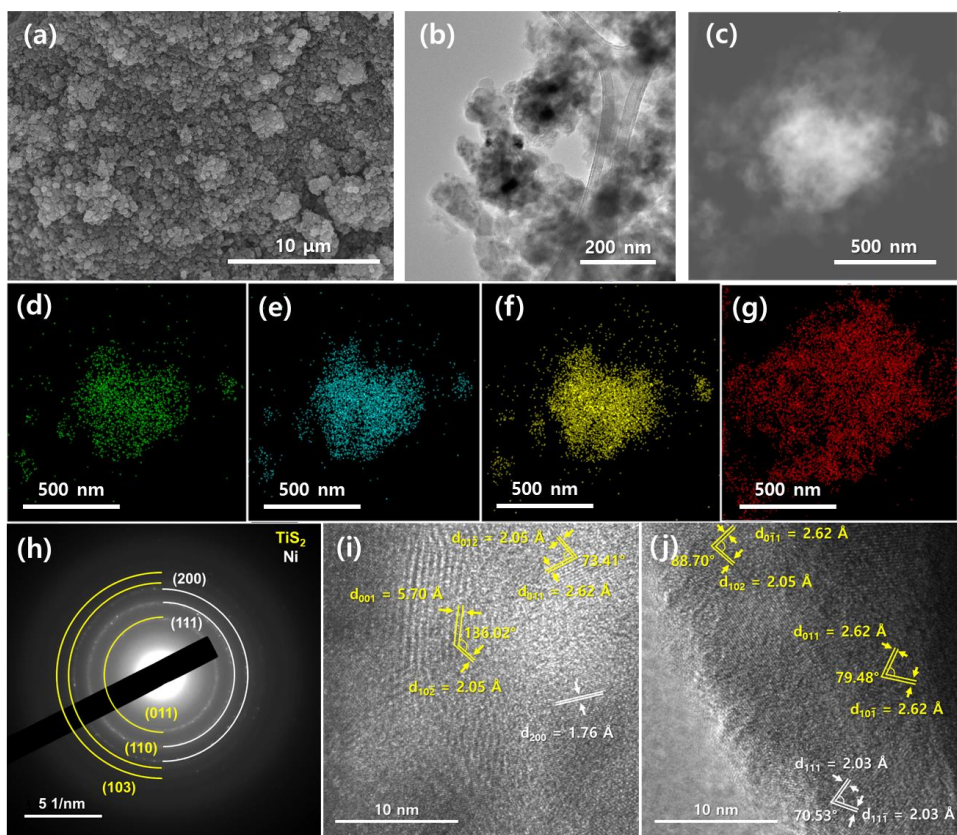 (a)
10 μm
(b)
200 nm
(c)
500 nm
(d)
500 nm
(e)
500 nm
(f)
500 nm
(g)
500 nm
(h)
TiS₂
Ni
(200)
(111)
(011)
(110)
(103)
5 1/nm
(i)
d₀₁₂̄ = 2.05 Å
73.41°
d₀₁₁ = 2.62 Å
d₀₀₁ = 5.70 Å
136.02°
d₁₀₂̄ = 2.05 Å
d₂₀₀ = 1.76 Å
10 nm
(j)
d₀₁̄₁ = 2.62 Å
88.70°
d₁₀₂ = 2.05 Å
d₀₁₁ = 2.62 Å
79.48°
d₁₀₁̄ = 2.62 Å
d₁₁₁ = 2.03 Å
70.53°
d₁₁₁̄ = 2.03 Å
10 nm